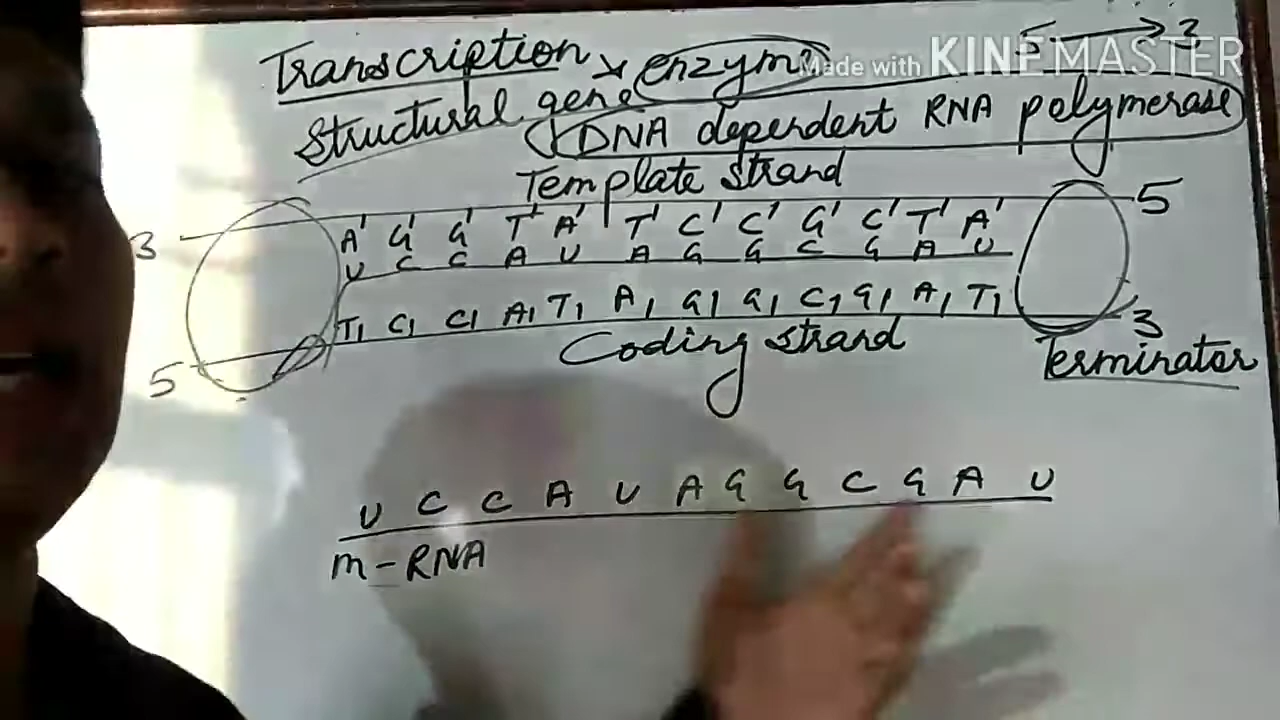 5 → 3
Made with KINEMASTER
Transcription × enzyme
Structural gene
DNA dependent RNA polymerase
Template strand
3 5
A G G T A T C C G C T A
U C C A U A G G C G A U
T C C A T A G G C G A T
5 3
Coding strand Terminator
U C C A U A G G C G A U
m-RNA